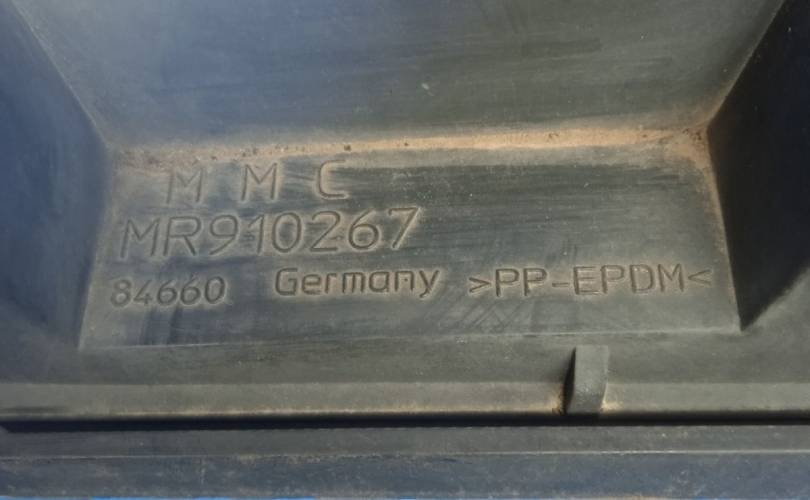 M M C
MR910267
84660 Germany >PP-EPDM<